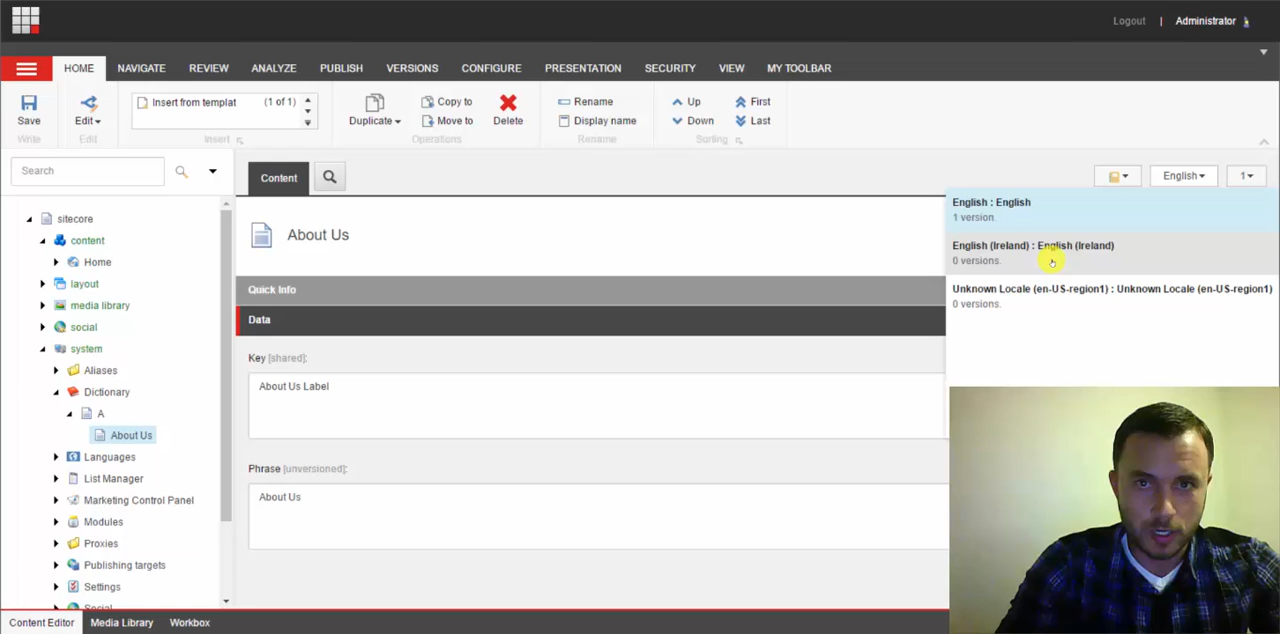 Logout | Administrator
HOME NAVIGATE REVIEW ANALYZE PUBLISH VERSIONS CONFIGURE PRESENTATION SECURITY VIEW MY TOOLBAR
Insert from templat (1 of 1) Copy to Rename Up First
Save Edit Duplicate Move to Delete Display name Down Last
Write Edit Insert Operations Rename Sorting
Search Content English 1
English : English
1 version.
sitecore
content About Us
English (Ireland) : English (Ireland)
0 versions.
Home
layout Quick Info Unknown Locale (en-US-region1) : Unknown Locale (en-US-region1)
0 versions.
media library
social Data
system Key [shared]:
Aliases
About Us Label
Dictionary
A
About Us
Languages
Phrase [unversioned]:
List Manager
Marketing Control Panel About Us
Modules
Proxies
Publishing targets
Settings
Social
Content Editor Media Library Workbox